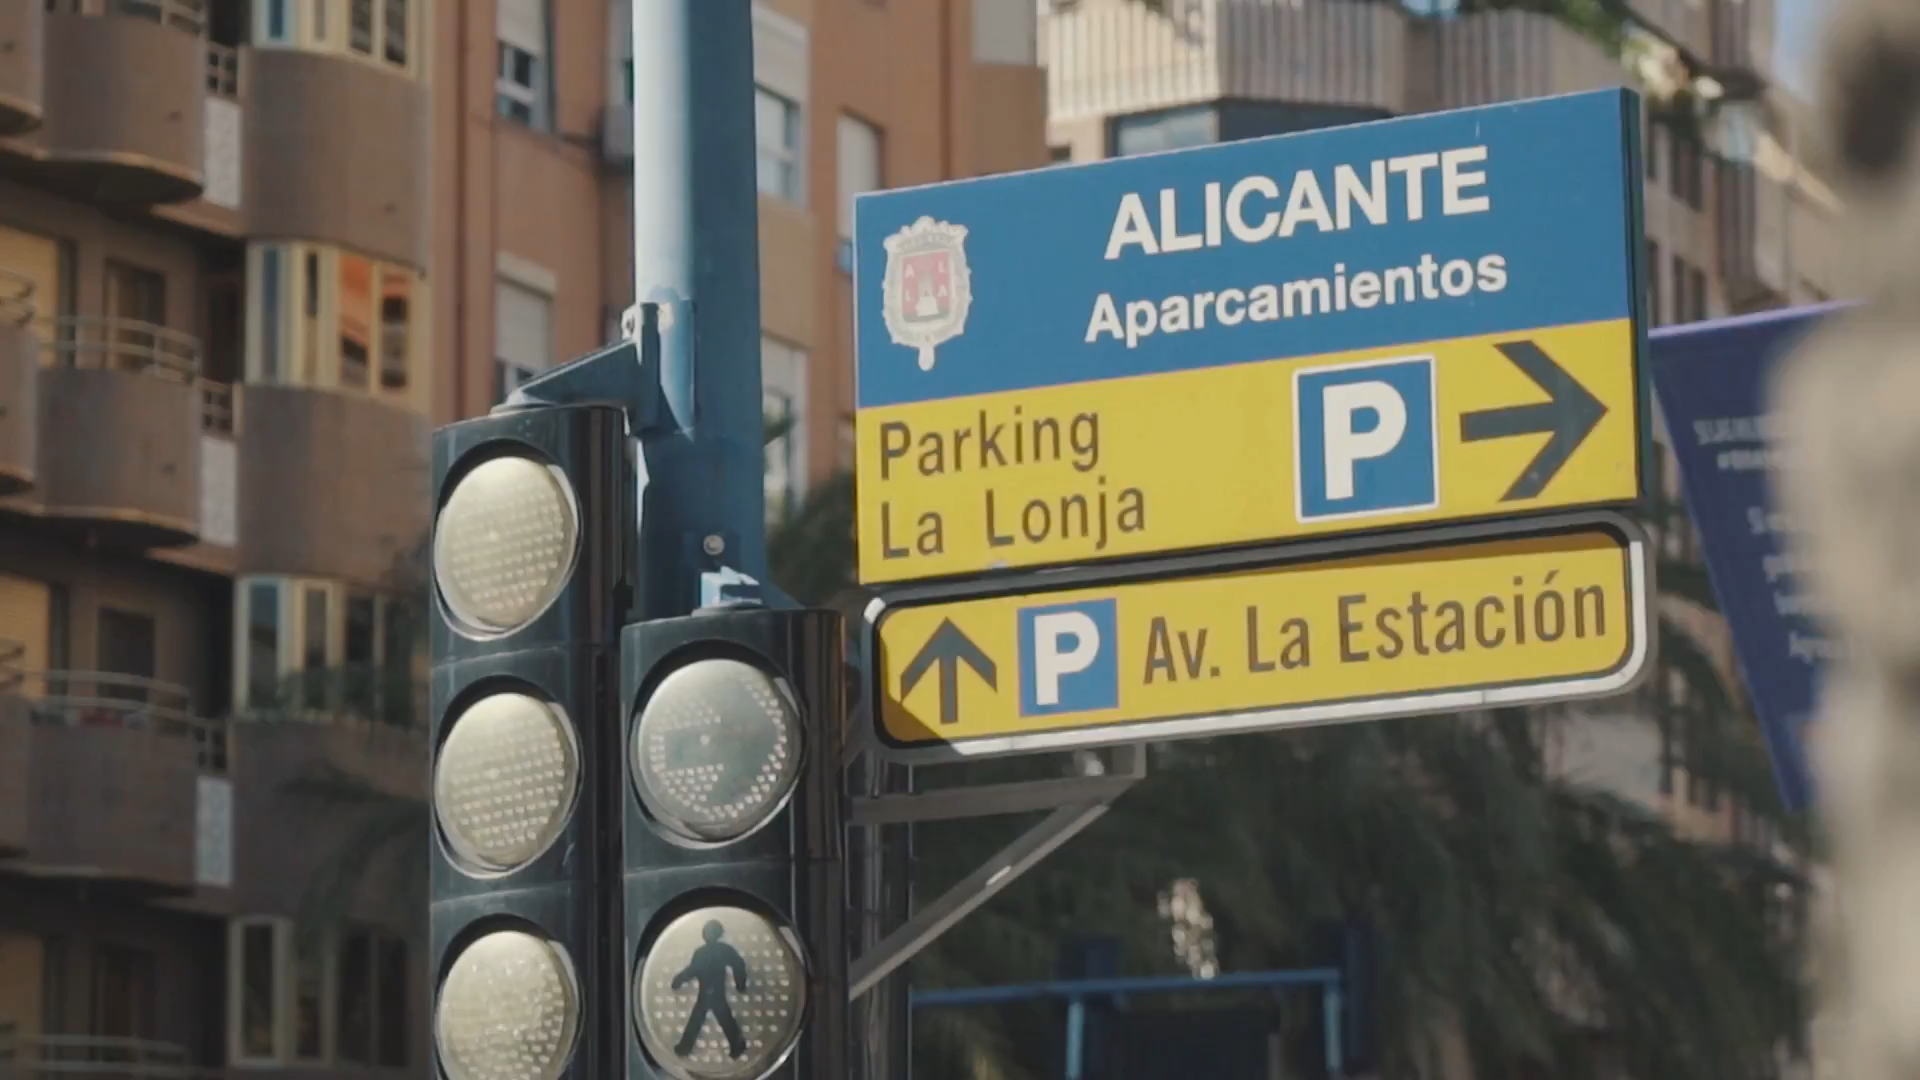 ALICANTE
Aparcamientos
Parking
La Lonja
P
P Av. La Estación